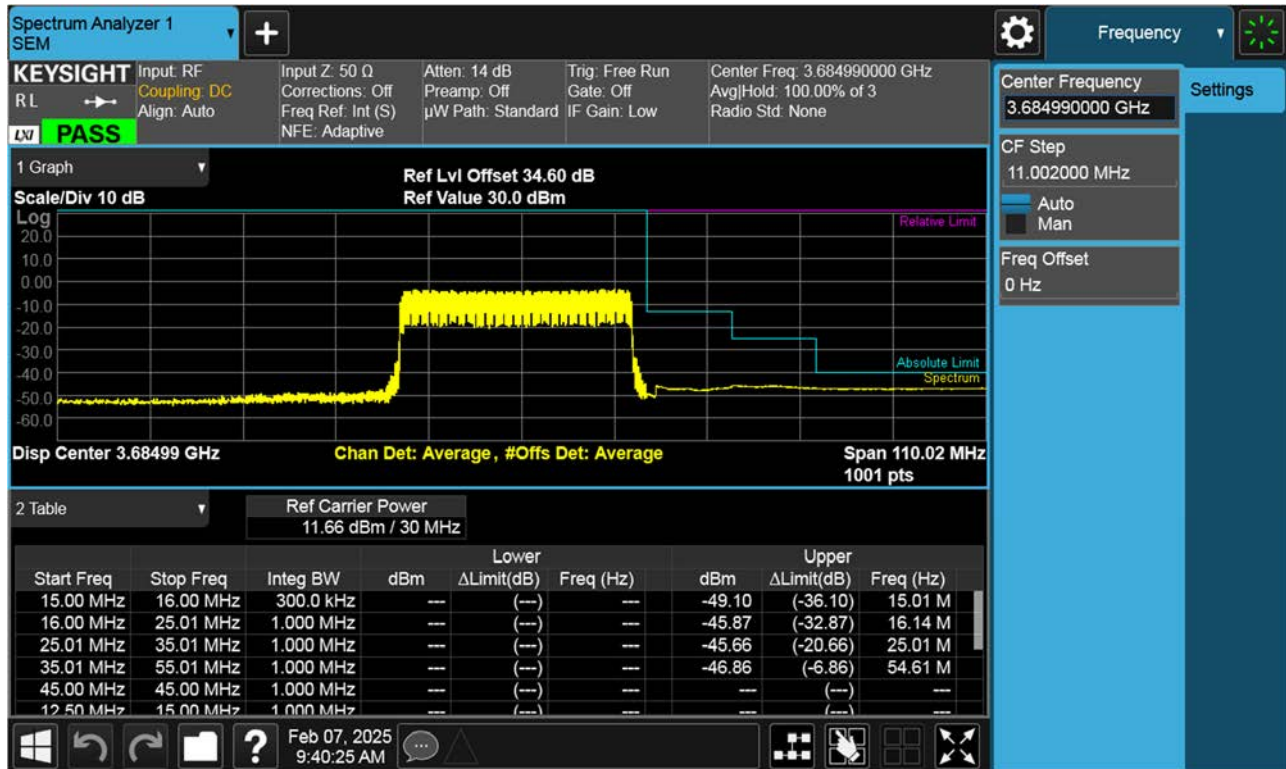 Spectrum Analyzer 1
SEM
Frequency
KEYSIGHT
RL
LXI PASS
Input: RF
Coupling: DC
Align: Auto
Input Z: 50 Ω
Corrections: Off
Freq Ref: Int (S)
NFE: Adaptive
Atten: 14 dB
Preamp: Off
µW Path: Standard
Trig: Free Run
Gate: Off
IF Gain: Low
Center Freq: 3.684990000 GHz
Avg|Hold: 100.00% of 3
Radio Std: None
Center Frequency
3.684990000 GHz
Settings
CF Step
11.002000 MHz
Auto
Man
Freq Offset
0 Hz
1 Graph
Scale/Div 10 dB
Ref Lvl Offset 34.60 dB
Ref Value 30.0 dBm
Log
20.0
10.0
0.00
-10.0
-20.0
-30.0
-40.0
-50.0
-60.0
Relative Limit
Absolute Limit
Spectrum
Disp Center 3.68499 GHz
Chan Det: Average, #Offs Det: Average
Span 110.02 MHz
1001 pts
2 Table
Ref Carrier Power
11.66 dBm / 30 MHz
Lower Upper
Start Freq Stop Freq Integ BW dBm ΔLimit(dB) Freq (Hz) dBm ΔLimit(dB) Freq (Hz)
15.00 MHz 16.00 MHz 300.0 kHz --- (---) --- -49.10 (-36.10) 15.01 M
16.00 MHz 25.01 MHz 1.000 MHz --- (---) --- -45.87 (-32.87) 16.14 M
25.01 MHz 35.01 MHz 1.000 MHz --- (---) --- -45.66 (-20.66) 25.01 M
35.01 MHz 55.01 MHz 1.000 MHz --- (---) --- -46.86 (-6.86) 54.61 M
45.00 MHz 45.00 MHz 1.000 MHz --- (---) --- --- (---) ---
12.50 MHz 15.00 MHz 1.000 MHz --- (---) --- --- (---) ---
Feb 07, 2025
9:40:25 AM